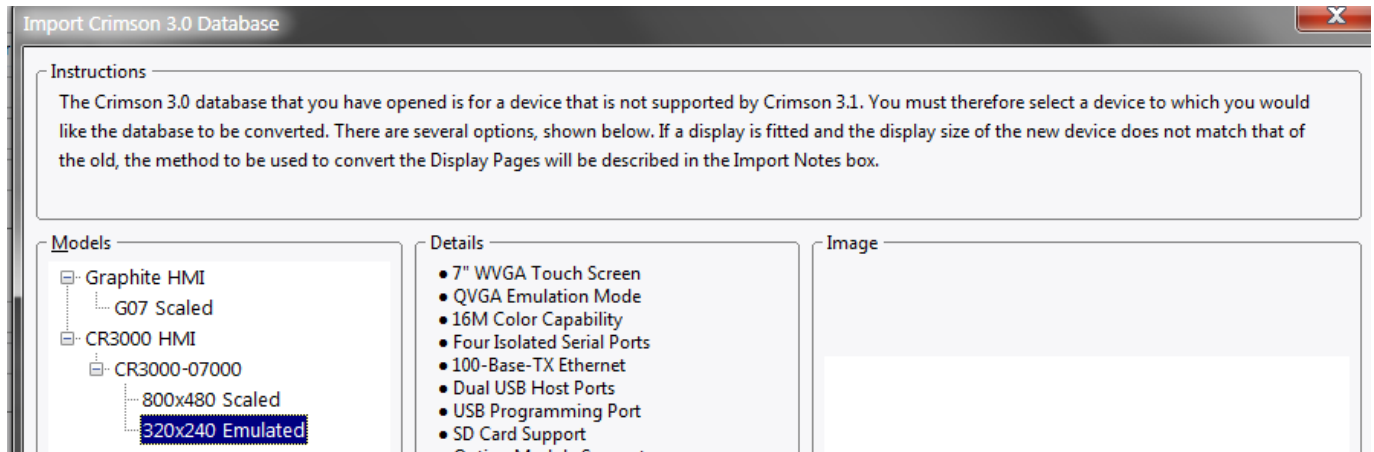 Import Crimson 3.0 Database
Instructions
The Crimson 3.0 database that you have opened is for a device that is not supported by Crimson 3.1. You must therefore select a device to which you would
like the database to be converted. There are several options, shown below. If a display is fitted and the display size of the new device does not match that of
the old, the method to be used to convert the Display Pages will be described in the Import Notes box.
Models
Graphite HMI
G07 Scaled
CR3000 HMI
CR3000-07000
800x480 Scaled
320x240 Emulated
Details
● 7" WVGA Touch Screen
● QVGA Emulation Mode
● 16M Color Capability
● Four Isolated Serial Ports
● 100-Base-TX Ethernet
● Dual USB Host Ports
● USB Programming Port
● SD Card Support
Image